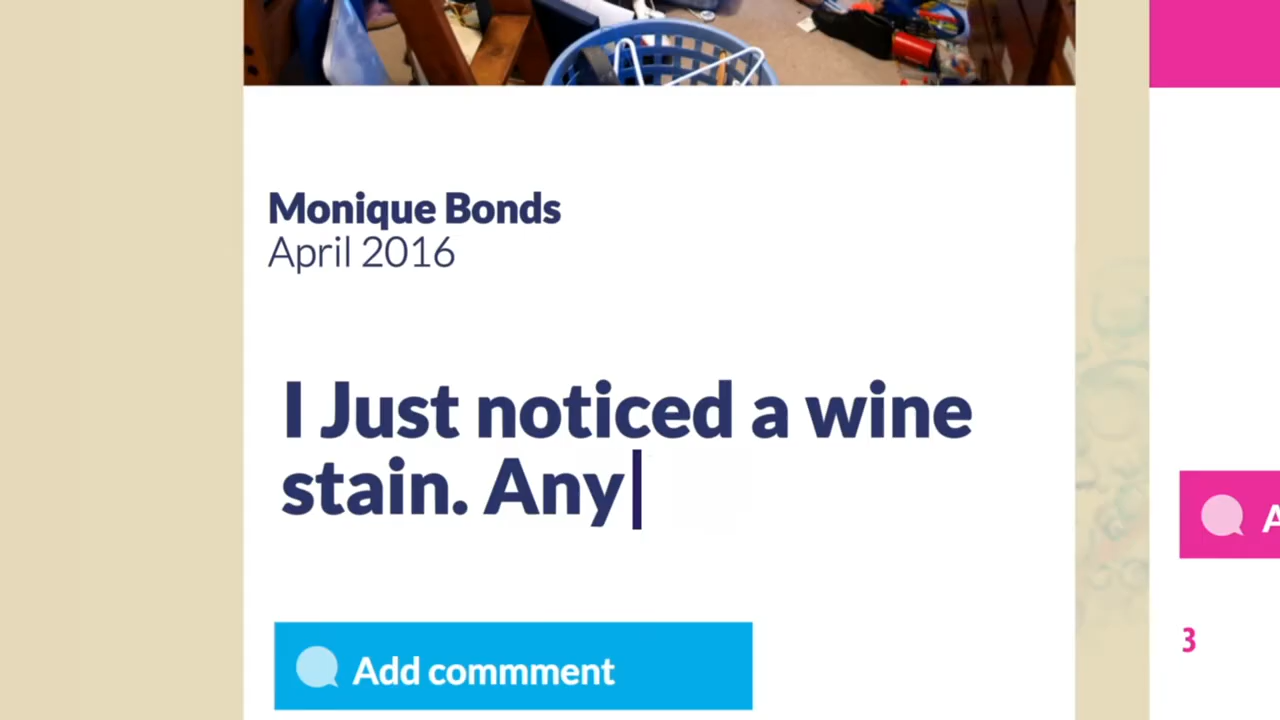 Monique Bonds
April 2016
I Just noticed a wine
stain. Any
Add commment
A
3